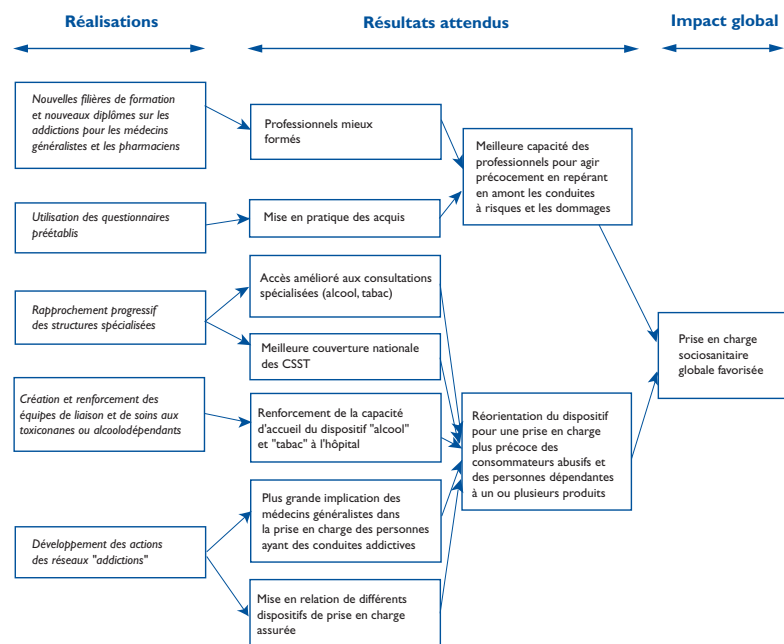 Réalisations
Résultats attendus
Impact global
Nouvelles filières de formation
et nouveaux diplômes sur les
addictions pour les médecins
généralistes et les pharmaciens
Professionnels mieux
formés
Meilleure capacité des
professionnels pour agir
précocement en repérant
en amont les conduites
à risques et les dommages
Utilisation des questionnaires
préétablis
Mise en pratique des acquis
Rapprochement progressif
des structures spécialisées
Accès amélioré aux consultations
spécialisées (alcool, tabac)
Meilleure couverture nationale
des CSST
Prise en charge
sociosanitaire
globale favorisée
Création et renforcement des
équipes de liaison et de soins aux
toxiconanes ou alcoolodépendants
Renforcement de la capacité
d'accueil du dispositif "alcool"
et "tabac" à l'hôpital
Réorientation du dispositif
pour une prise en charge
plus précoce des
consommateurs abusifs et
des personnes dépendantes
à un ou plusieurs produits
Développement des actions
des réseaux "addictions"
Plus grande implication des
médecins généralistes dans
la prise en charge des personnes
ayant des conduites addictives
Mise en relation de différents
dispositifs de prise en charge
assurée